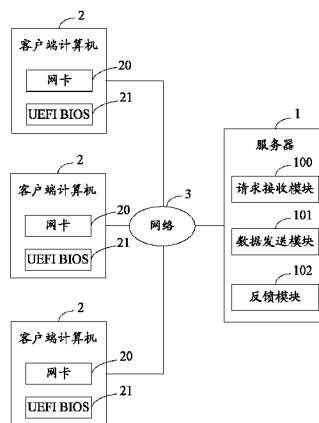 2
客户端计算机
网卡
20
UEFI BIOS
21
2
客户端计算机
网卡
20
UEFI BIOS
21
2
客户端计算机
网卡
20
UEFI BIOS
21
3
网络
1
服务器
100
请求接收模块
101
数据发送模块
102
反馈模块